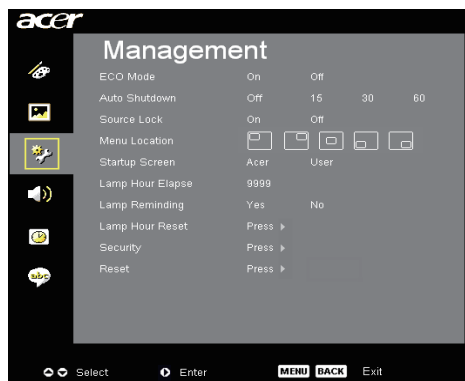 acer
Management
ECO Mode On Off
Auto Shutdown Off 15 30 60
Source Lock On Off
Menu Location
Startup Screen Acer User
Lamp Hour Elapse 9999
Lamp Reminding Yes No
Lamp Hour Reset Press
Security Press
Reset Press
abc
Select Enter MENU BACK Exit